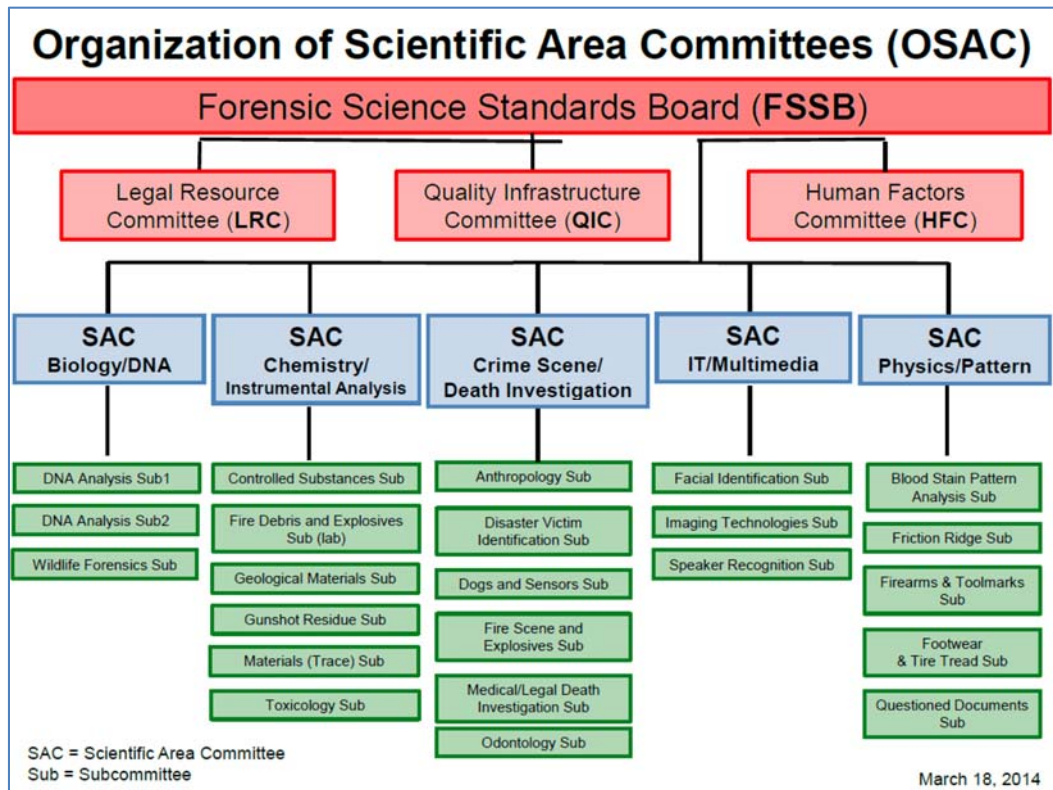 Organization of Scientific Area Committees (OSAC)
Forensic Science Standards Board (FSSB)
Legal Resource
Committee (LRC)
Quality Infrastructure
Committee (QIC)
Human Factors
Committee (HFC)
SAC
Biology/DNA
SAC
Chemistry/
Instrumental Analysis
SAC
Crime Scene/
Death Investigation
SAC
IT/Multimedia
SAC
Physics/Pattern
DNA Analysis Sub1
DNA Analysis Sub2
Wildlife Forensics Sub
Controlled Substances Sub
Fire Debris and Explosives
Sub (lab)
Geological Materials Sub
Gunshot Residue Sub
Materials (Trace) Sub
Toxicology Sub
Anthropology Sub
Disaster Victim
Identification Sub
Dogs and Sensors Sub
Fire Scene and
Explosives Sub
Medical/Legal Death
Investigation Sub
Odontology Sub
Facial Identification Sub
Imaging Technologies Sub
Speaker Recognition Sub
Blood Stain Pattern
Analysis Sub
Friction Ridge Sub
Firearms & Toolmarks
Sub
Footwear
& Tire Tread Sub
Questioned Documents
Sub
SAC = Scientific Area Committee
Sub = Subcommittee
March 18, 2014